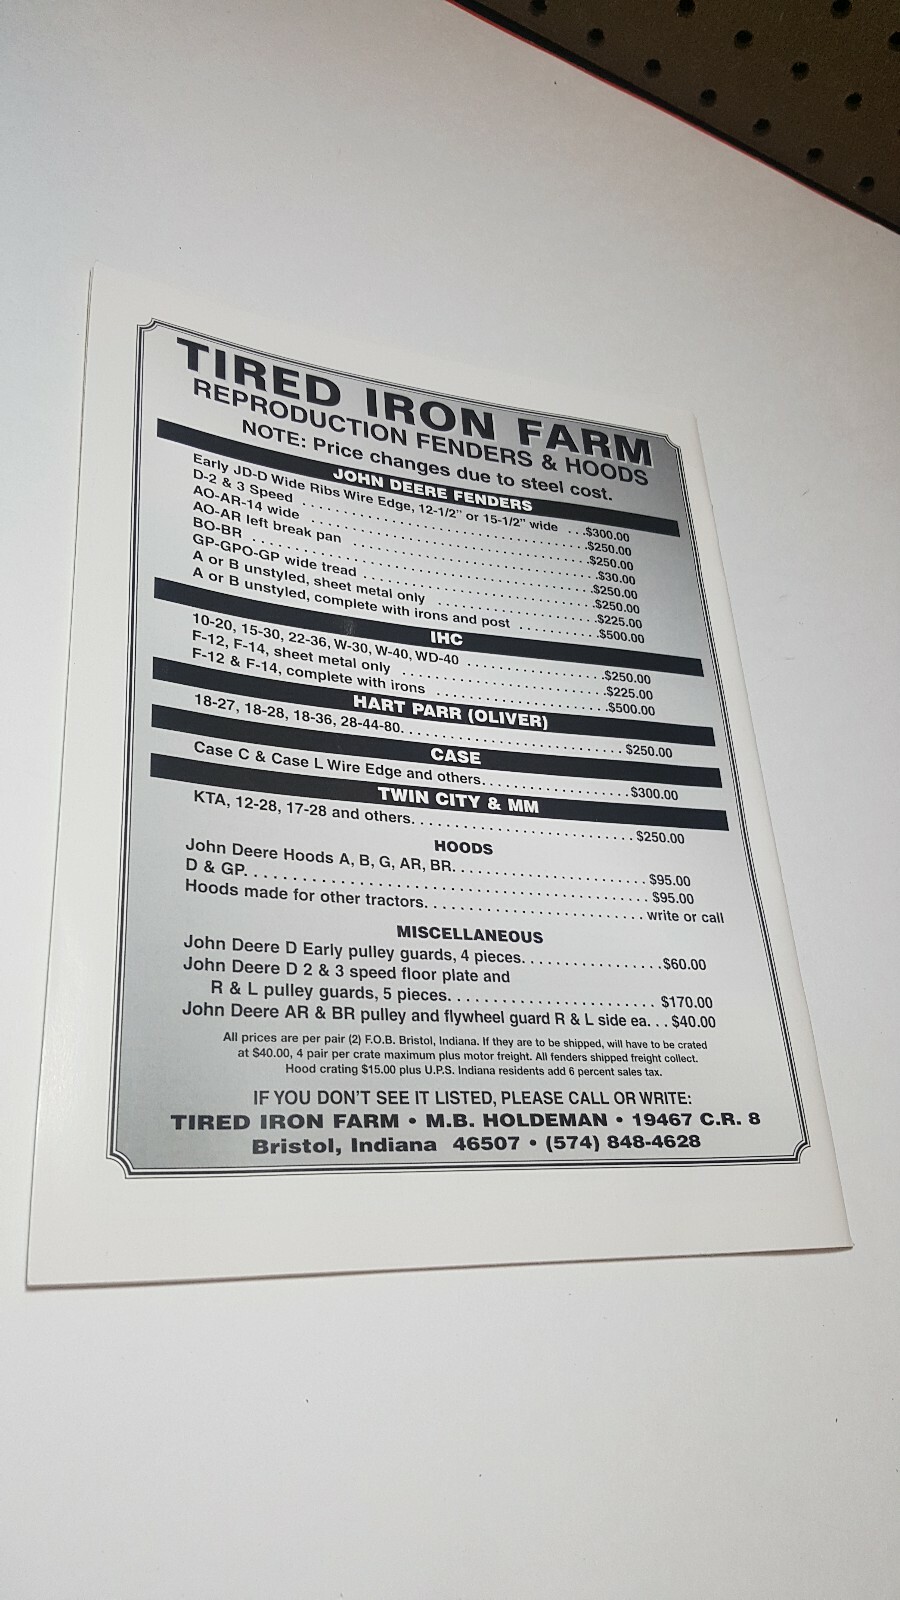 TIRED IRON FARM
REPRODUCTION FENDERS & HOODS
NOTE: Price changes due to steel cost.
JOHN DEERE FENDERS
Early JD-D Wide Ribs Wire Edge, 12-1/2" or 15-1/2" wide ...$300.00
D-2 & 3 Speed ........................................$250.00
AO-AR-14 wide ........................................$250.00
AO-AR left break pan ........................................$30.00
BO-BR ........................................$250.00
GP-GPO-GP wide tread ........................................$250.00
A or B unstyled, sheet metal only ........................$225.00
A or B unstyled, complete with irons and post ...........$500.00
IHC
10-20, 15-30, 22-36, W-30, W-40, WD-40 ....................$250.00
F-12, F-14, sheet metal only ..............................$225.00
F-12 & F-14, complete with irons .........................$500.00
HART PARR (OLIVER)
18-27, 18-28, 18-36, 28-44-80..............................$250.00
CASE
Case C & Case L Wire Edge and others.....................$300.00
TWIN CITY & MM
KTA, 12-28, 17-28 and others..............................$250.00
HOODS
John Deere Hoods A, B, G, AR, BR..........................$95.00
D & GP....................................................$95.00
Hoods made for other tractors............................write or call
MISCELLANEOUS
John Deere D Early pulley guards, 4 pieces.................$60.00
John Deere D 2 & 3 speed floor plate and
R & L pulley guards, 5 pieces......................... $170.00
John Deere AR & BR pulley and flywheel guard R & L side ea. . . $40.00
All prices are per pair (2) F.O.B. Bristol, Indiana. If they are to be shipped, will have to be crated
at $40.00, 4 pair per crate maximum plus motor freight. All fenders shipped freight collect.
Hood crating $15.00 plus U.P.S. Indiana residents add 6 percent sales tax.
IF YOU DON'T SEE IT LISTED, PLEASE CALL OR WRITE:
TIRED IRON FARM • M.B. HOLDEMAN • 19467 C.R. 8
Bristol, Indiana 46507 • (574) 848-4628